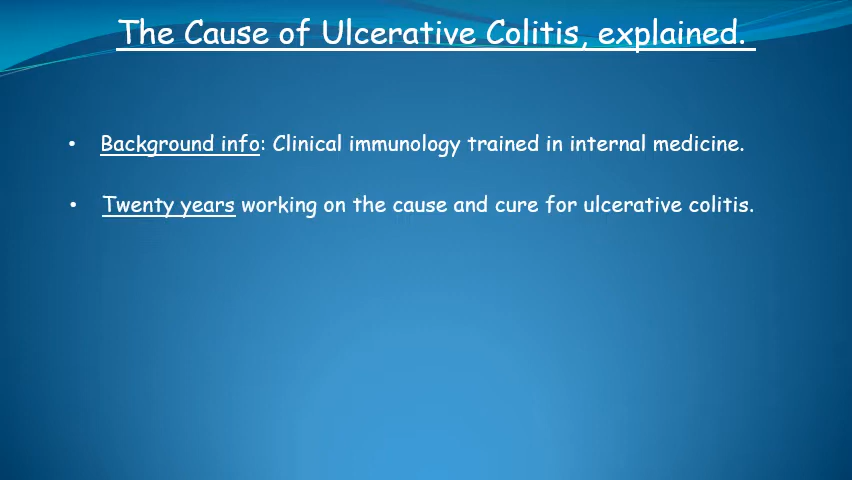 The Cause of Ulcerative Colitis, explained.
• Background info: Clinical immunology trained in internal medicine.
• Twenty years working on the cause and cure for ulcerative colitis.